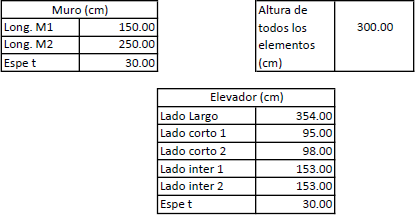 Muro (cm)
Long. M1 150.00
Long. M2 250.00
Espe t 30.00
Altura de
todos los
elementos
(cm)
300.00
Elevador (cm)
Lado Largo 354.00
Lado corto 1 95.00
Lado corto 2 98.00
Lado inter 1 153.00
Lado inter 2 153.00
Espe t 30.00